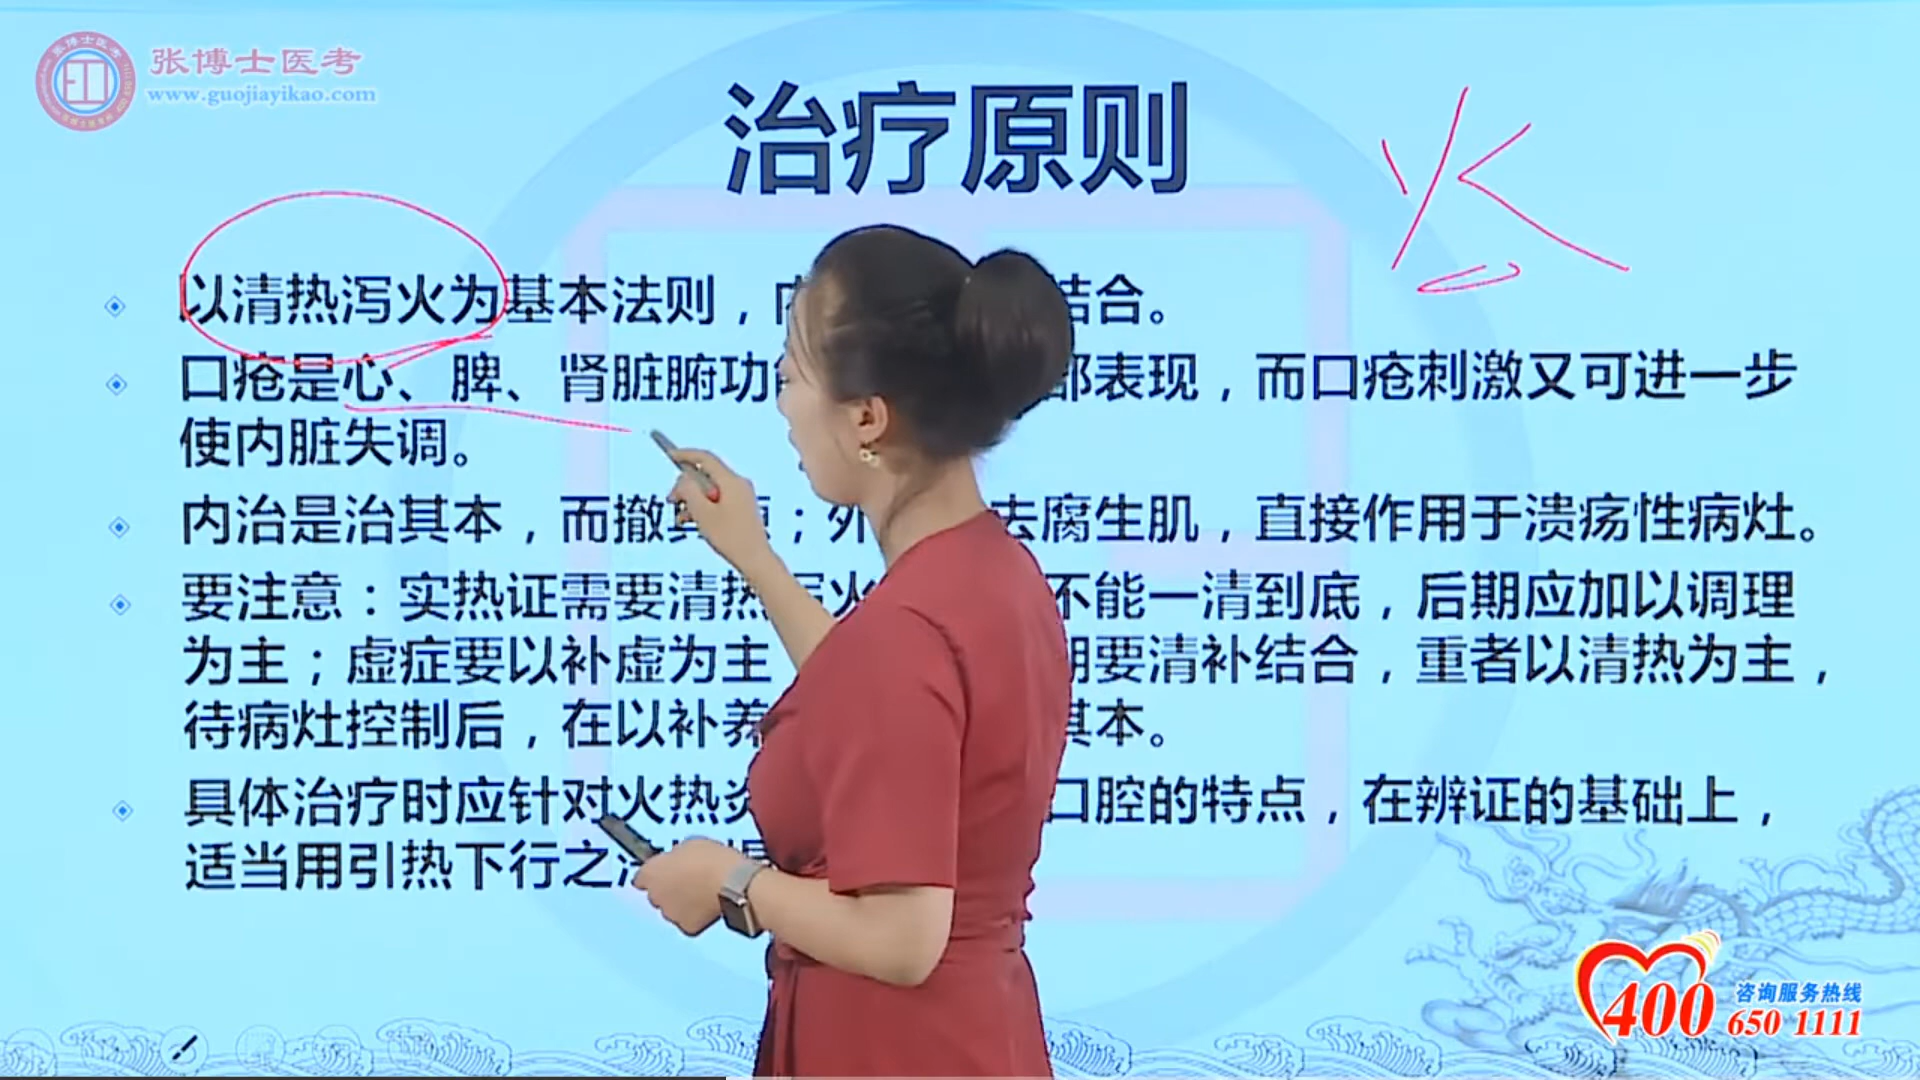 张博士医考
www.guojiayikao.com
治疗原则
火
以清热泻火为基本法则，内 结合。
口疮是心、脾、肾脏腑功 部表现，而口疮刺激又可进一步
使内脏失调。
内治是治其本，而撤其源；外 去腐生肌，直接作用于溃疡性病灶。
要注意：实热证需要清热泻火 不能一清到底，后期应加以调理
为主；虚症要以补虚为主 期要清补结合，重者以清热为主，
待病灶控制后，在以补养 其本。
具体治疗时应针对火热炎 口腔的特点，在辨证的基础上，
适当用引热下行之法
400
咨询服务热线
650 1111